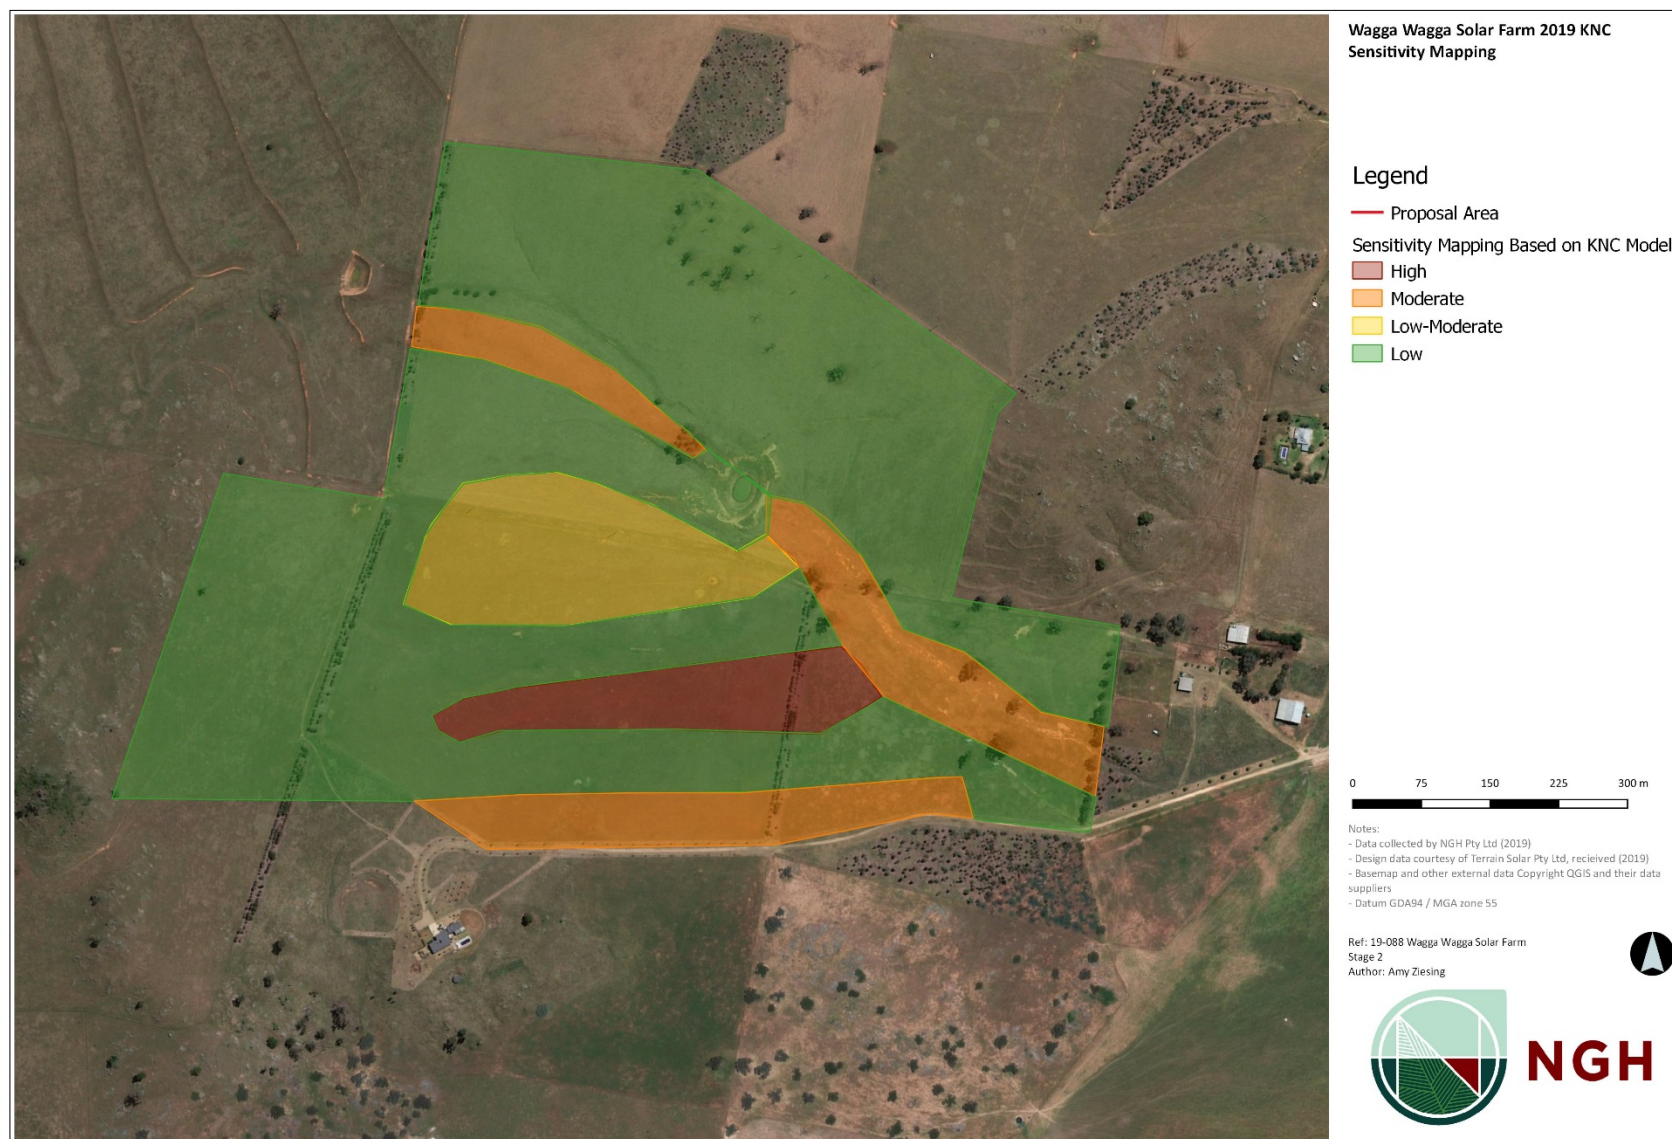 Wagga Wagga Solar Farm 2019 KNC
Sensitivity Mapping
Legend
Proposal Area
Sensitivity Mapping Based on KNC Model
High
Moderate
Low-Moderate
Low
0 75 150 225 300 m
Notes:
- Data collected by NGH Pty Ltd (2019)
- Design data courtesy of Terrain Solar Pty Ltd, recieived (2019)
- Basemap and other external data Copyright QGIS and their data
suppliers
- Datum GDA94 / MGA zone 55
Ref: 19-088 Wagga Wagga Solar Farm
Stage 2
Author: Amy Ziesing
NGH